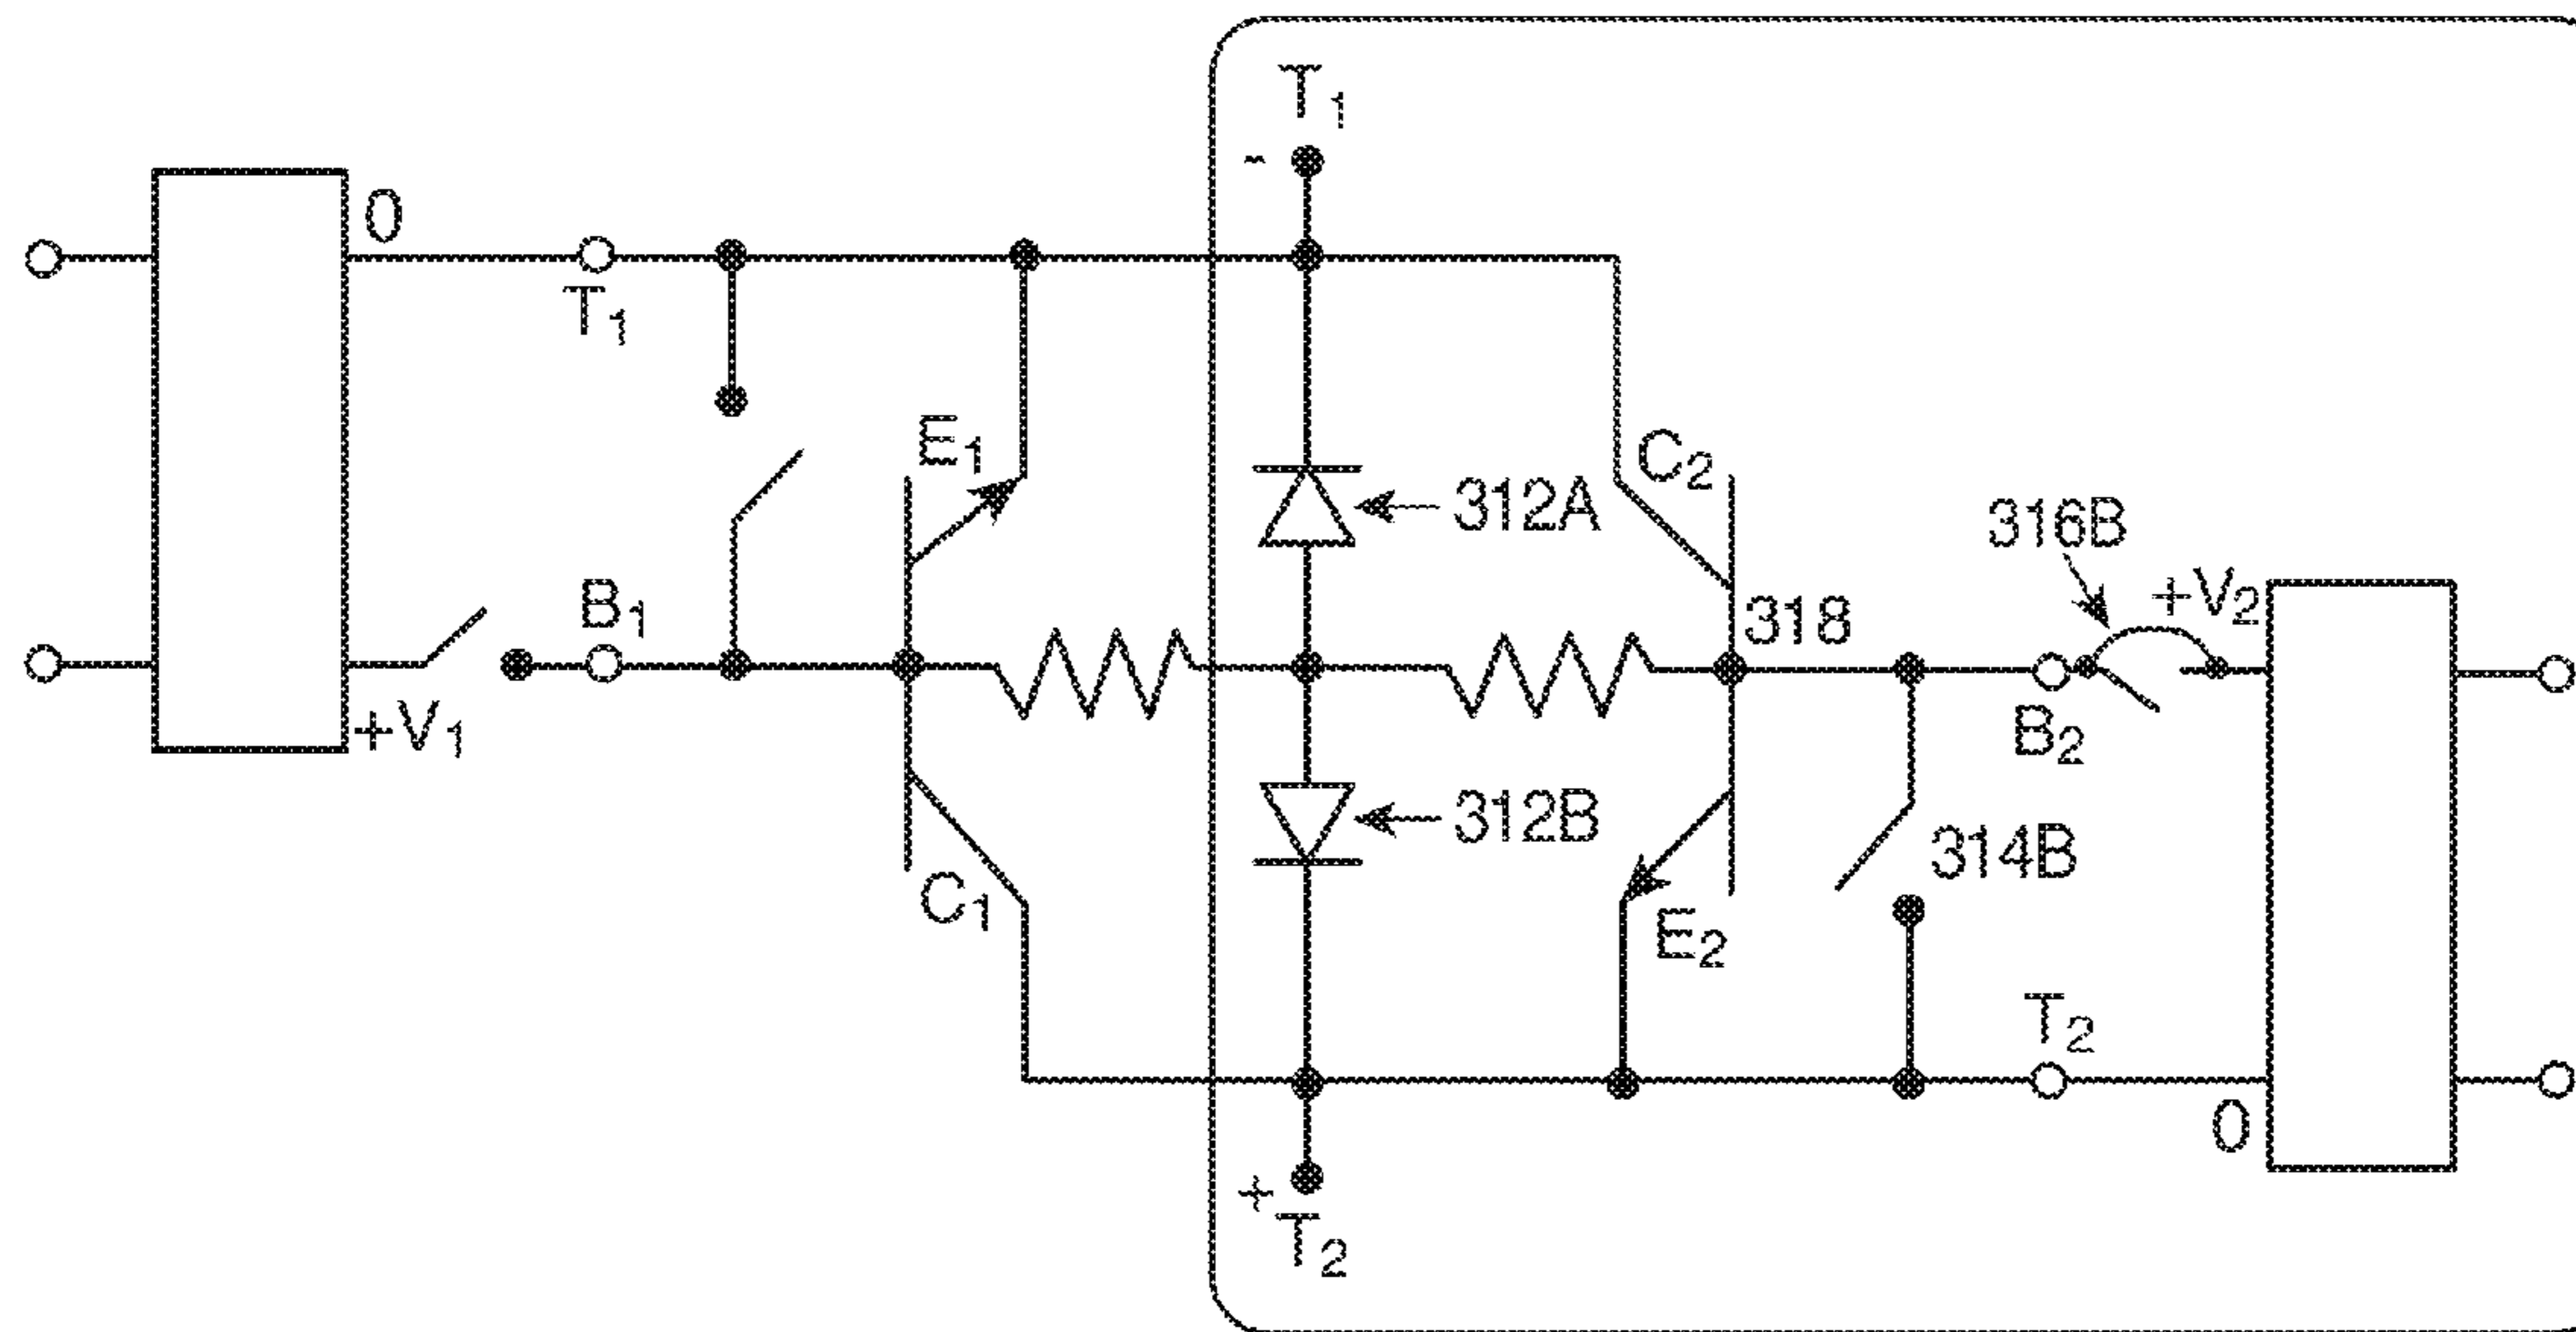 T₁
-
0
T₁
E₁
C₂
312A
316B
+V₂
B₁
318
+V₁
B₂
312B
314B
C₁
E₂
T₂
0
+
T₂